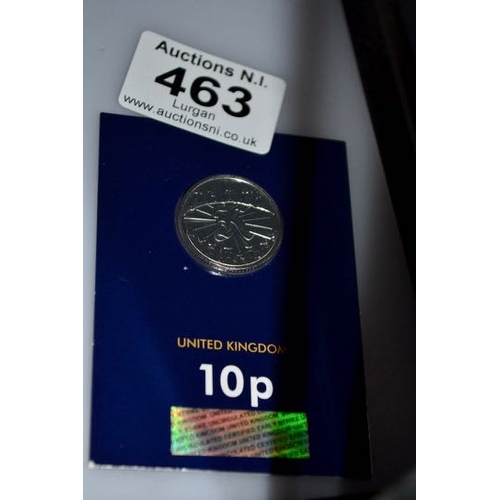 Auctions N.I.
463
Lurgan
www.auctionsni.co.uk
UNITED KINGDOM
10p